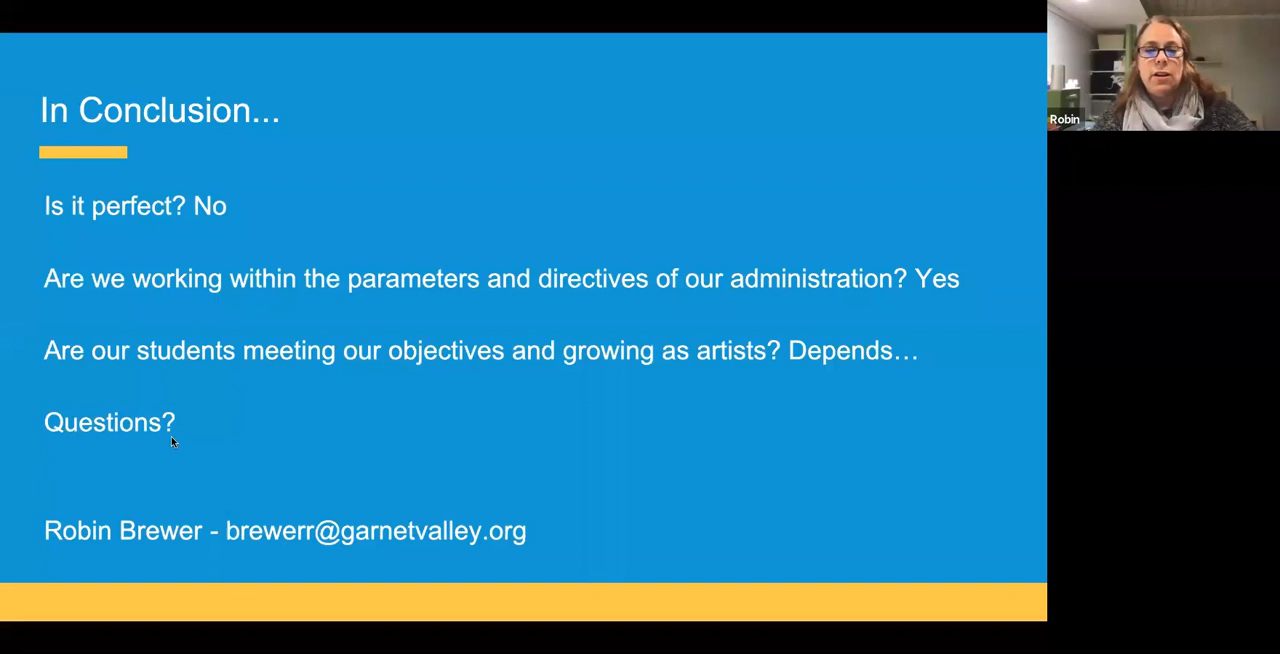 In Conclusion...
Is it perfect? No
Are we working within the parameters and directives of our administration? Yes
Are our students meeting our objectives and growing as artists? Depends…
Questions?
Robin Brewer - brewerr@garnetvalley.org
Robin